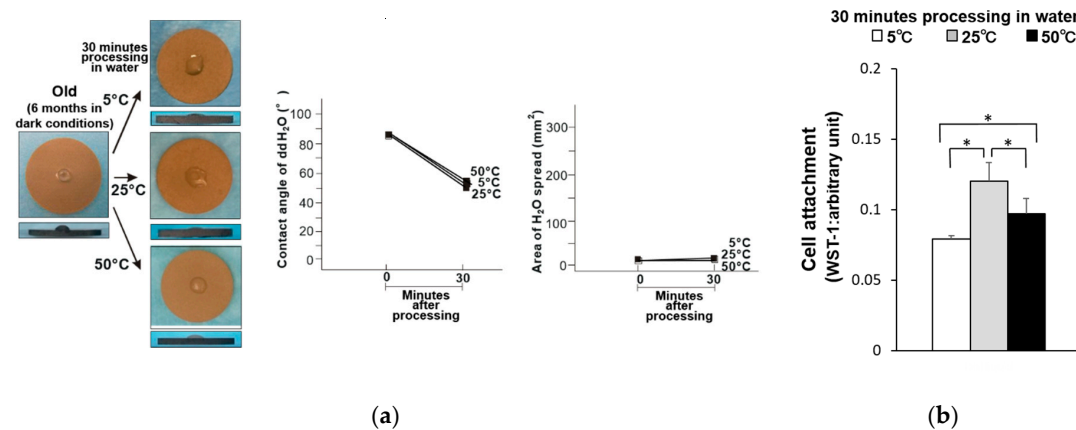 30 minutes
processing
in water
Old
(6 months in
dark conditions)
5°C
25°C
50°C
Contact angle of ddH₂O (°)
100
80
60
40
20
0
50°C
5°C
25°C
0
30
Minutes
after
processing
Area of H₂O spread (mm²)
300
200
100
0
5°C
25°C
50°C
0
30
Minutes
after
processing
(a)
30 minutes processing in water
5℃ 25℃ 50℃
Cell attachment
(WST-1:arbitrary unit)
0.2
0.15
0.1
0.05
0
*
* *
(b)